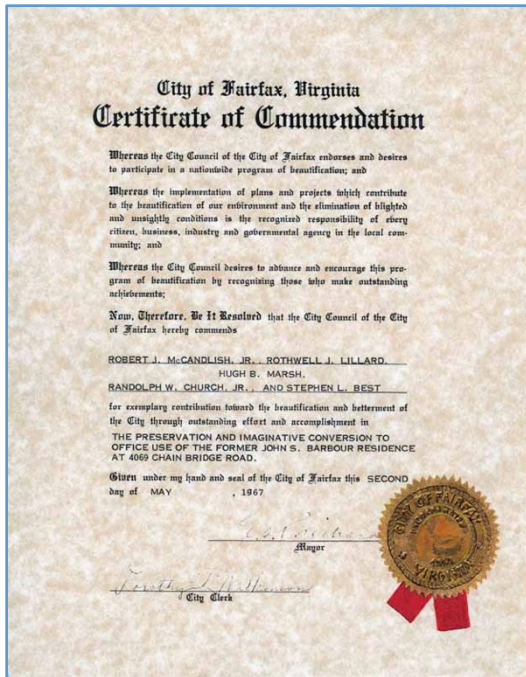 City of Fairfax, Virginia
Certificate of Commendation
Whereas the City Council of the City of Fairfax endorses and desires
to participate in a nationwide program of beautification; and
Whereas the implementation of plans and projects which contribute
to the beautification of our environment and the elimination of blighted
and unsightly conditions is the recognized responsibility of every
citizen, business, industry and governmental agency in the local com-
munity; and
Whereas the City Council desires to advance and encourage this pro-
gram of beautification by recognizing those who make outstanding
achievements;
Now, Therefore, Be It Resolved that the City Council of the City
of Fairfax hereby commends
ROBERT J. McCANDLISH, JR., ROTHWELL J. LILLARD,
HUGH B. MARSH,
RANDOLPH W. CHURCH, JR., AND STEPHEN L. BEST
for exemplary contribution toward the beautification and betterment of
the City through outstanding effort and accomplishment in
THE PRESERVATION AND IMAGINATIVE CONVERSION TO
OFFICE USE OF THE FORMER JOHN S. BARBOUR RESIDENCE
AT 4069 CHAIN BRIDGE ROAD.
Given under my hand and seal of the City of Fairfax this SECOND
day of MAY , 1967
Mayor
City Clerk
CITY OF FAIRFAX
VIRGINIA